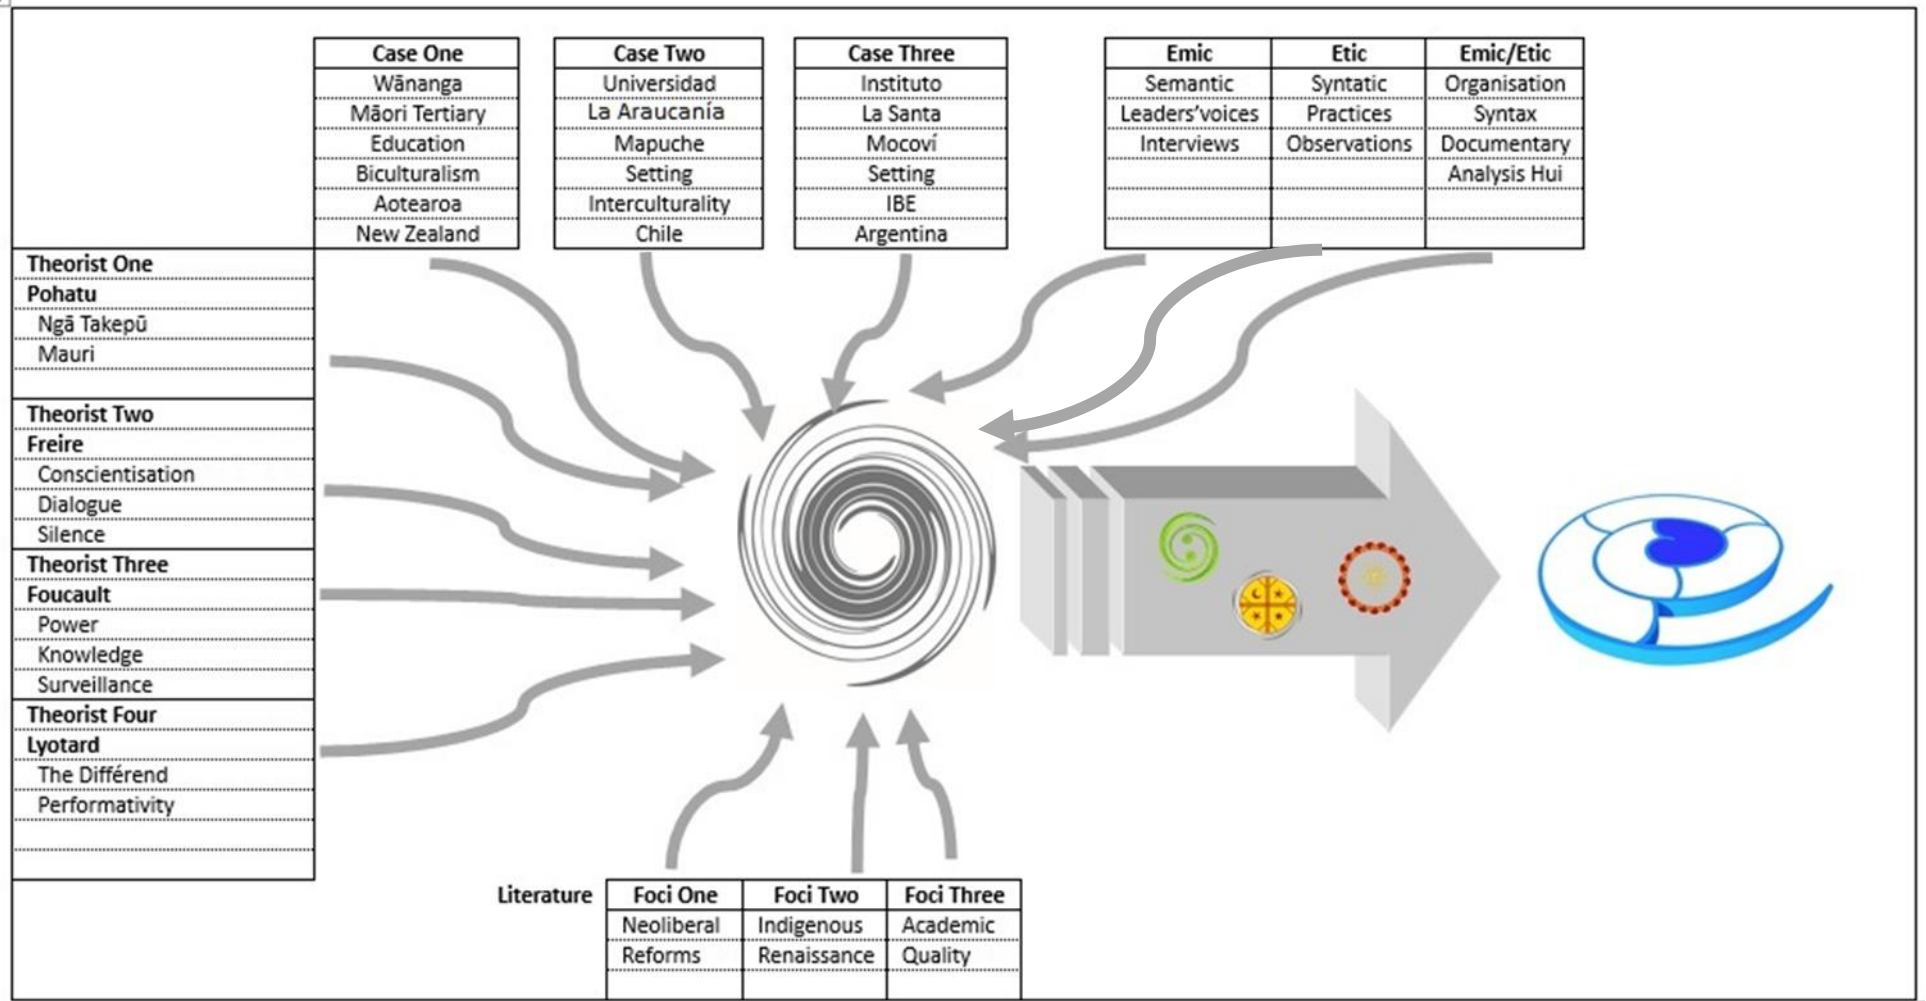 Case One
Wānanga
Māori Tertiary
Education
Biculturalism
Aotearoa
New Zealand
Case Two
Universidad
La Araucanía
Mapuche
Setting
Interculturality
Chile
Case Three
Instituto
La Santa
Mocoví
Setting
IBE
Argentina
Emic
Semantic
Leaders'voices
Interviews
Etic
Syntatic
Practices
Observations
Emic/Etic
Organisation
Syntax
Documentary
Analysis Hui
Theorist One
Pohatu
Ngā Takepū
Mauri
Theorist Two
Freire
Conscientisation
Dialogue
Silence
Theorist Three
Foucault
Power
Knowledge
Surveillance
Theorist Four
Lyotard
The Différend
Performativity
Literature
Foci One
Neoliberal
Reforms
Foci Two
Indigenous
Renaissance
Foci Three
Academic
Quality